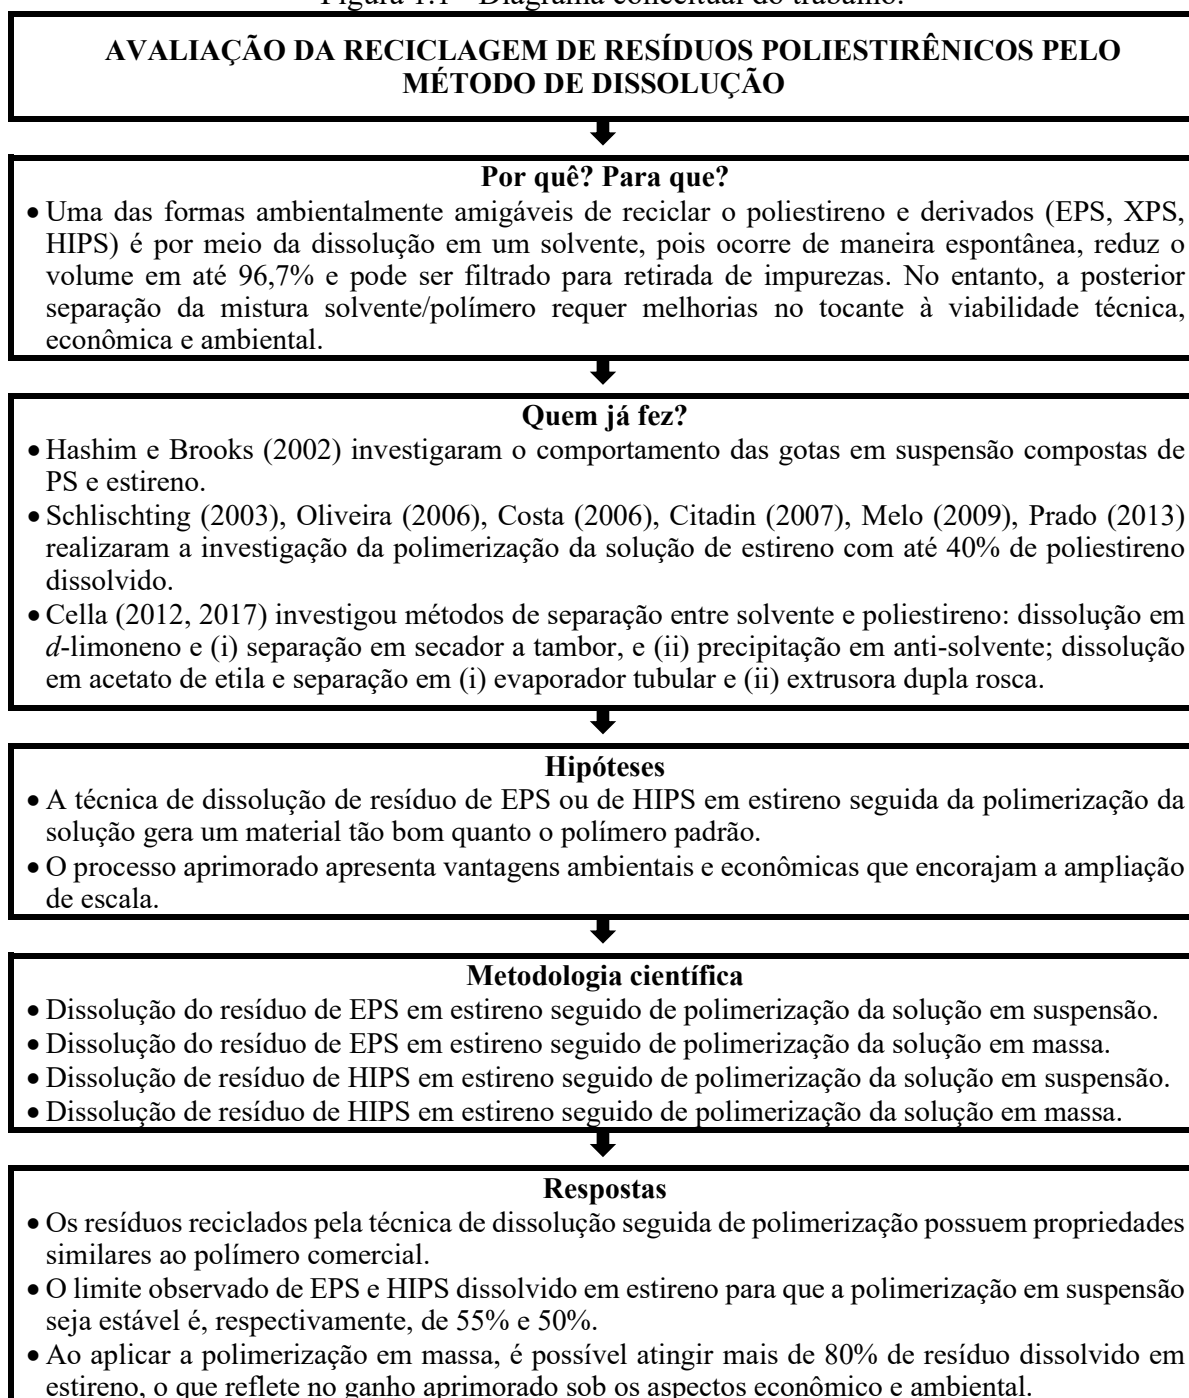 Figura 1.1 - Diagrama conceitual do trabalho.
AVALIAÇÃO DA RECICLAGEM DE RESÍDUOS POLIESTIRÊNICOS PELO
MÉTODO DE DISSOLUÇÃO
Por quê? Para que?
• Uma das formas ambientalmente amigáveis de reciclar o poliestireno e derivados (EPS, XPS,
HIPS) é por meio da dissolução em um solvente, pois ocorre de maneira espontânea, reduz o
volume em até 96,7% e pode ser filtrado para retirada de impurezas. No entanto, a posterior
separação da mistura solvente/polímero requer melhorias no tocante à viabilidade técnica,
econômica e ambiental.
Quem já fez?
• Hashim e Brooks (2002) investigaram o comportamento das gotas em suspensão compostas de
PS e estireno.
• Schlischting (2003), Oliveira (2006), Costa (2006), Citadin (2007), Melo (2009), Prado (2013)
realizaram a investigação da polimerização da solução de estireno com até 40% de poliestireno
dissolvido.
• Cella (2012, 2017) investigou métodos de separação entre solvente e poliestireno: dissolução em
d-limoneno e (i) separação em secador a tambor, e (ii) precipitação em anti-solvente; dissolução
em acetato de etila e separação em (i) evaporador tubular e (ii) extrusora dupla rosca.
Hipóteses
• A técnica de dissolução de resíduo de EPS ou de HIPS em estireno seguida da polimerização da
solução gera um material tão bom quanto o polímero padrão.
• O processo aprimorado apresenta vantagens ambientais e econômicas que encorajam a ampliação
de escala.
Metodologia científica
• Dissolução do resíduo de EPS em estireno seguido de polimerização da solução em suspensão.
• Dissolução do resíduo de EPS em estireno seguido de polimerização da solução em massa.
• Dissolução de resíduo de HIPS em estireno seguido de polimerização da solução em suspensão.
• Dissolução de resíduo de HIPS em estireno seguido de polimerização da solução em massa.
Respostas
• Os resíduos reciclados pela técnica de dissolução seguida de polimerização possuem propriedades
similares ao polímero comercial.
• O limite observado de EPS e HIPS dissolvido em estireno para que a polimerização em suspensão
seja estável é, respectivamente, de 55% e 50%.
• Ao aplicar a polimerização em massa, é possível atingir mais de 80% de resíduo dissolvido em
estireno, o que reflete no ganho aprimorado sob os aspectos econômico e ambiental.